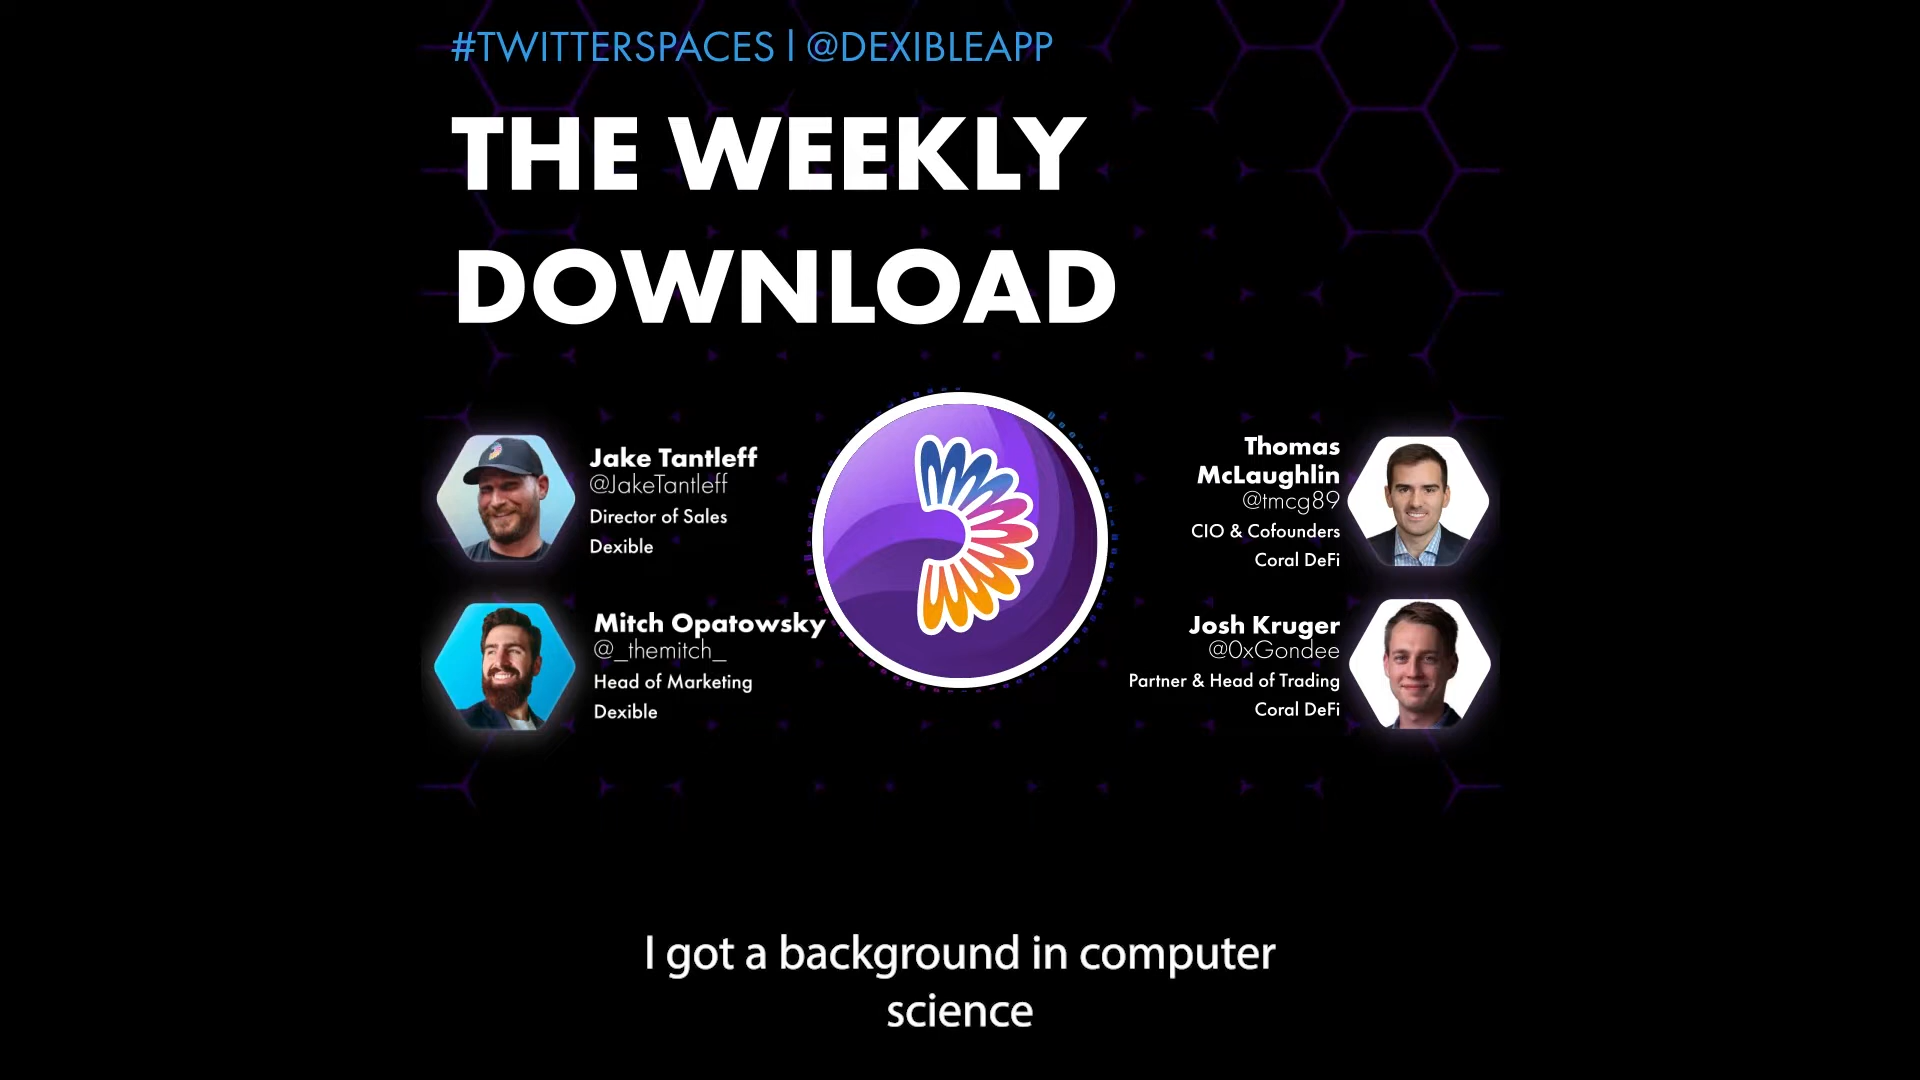 #TWITTERSPACES | @DEXIBLEAPP
THE WEEKLY
DOWNLOAD
Jake Tantleff
@JakeTantleff
Director of Sales
Dexible
Mitch Opatowsky
@_themitch_
Head of Marketing
Dexible
Thomas
McLaughlin
@tmcg89
CIO & Cofounders
Coral DeFi
Josh Kruger
@0xGondee
Partner & Head of Trading
Coral DeFi
I got a background in computer
science